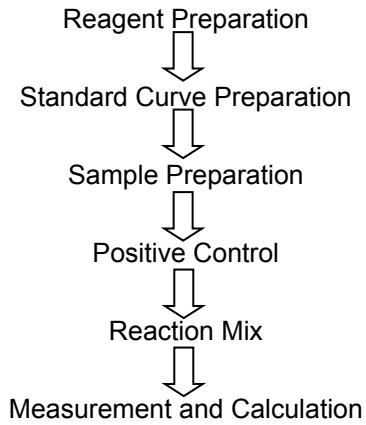 Reagent Preparation
Standard Curve Preparation
Sample Preparation
Positive Control
Reaction Mix
Measurement and Calculation